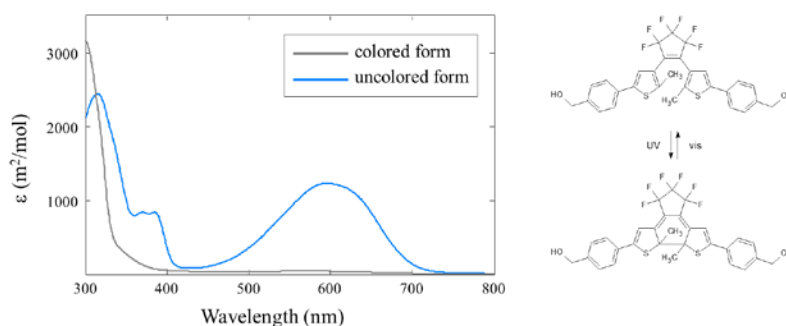 3000
2000
1000
ε (m²/mol)
colored form
uncolored form
300 400 500 600 700 800
Wavelength (nm)
F F F F
F F
HO
S
CH₃
H₃C
S
UV
vis
F F F F
F F
HO
S
CH₃
H₃C
S